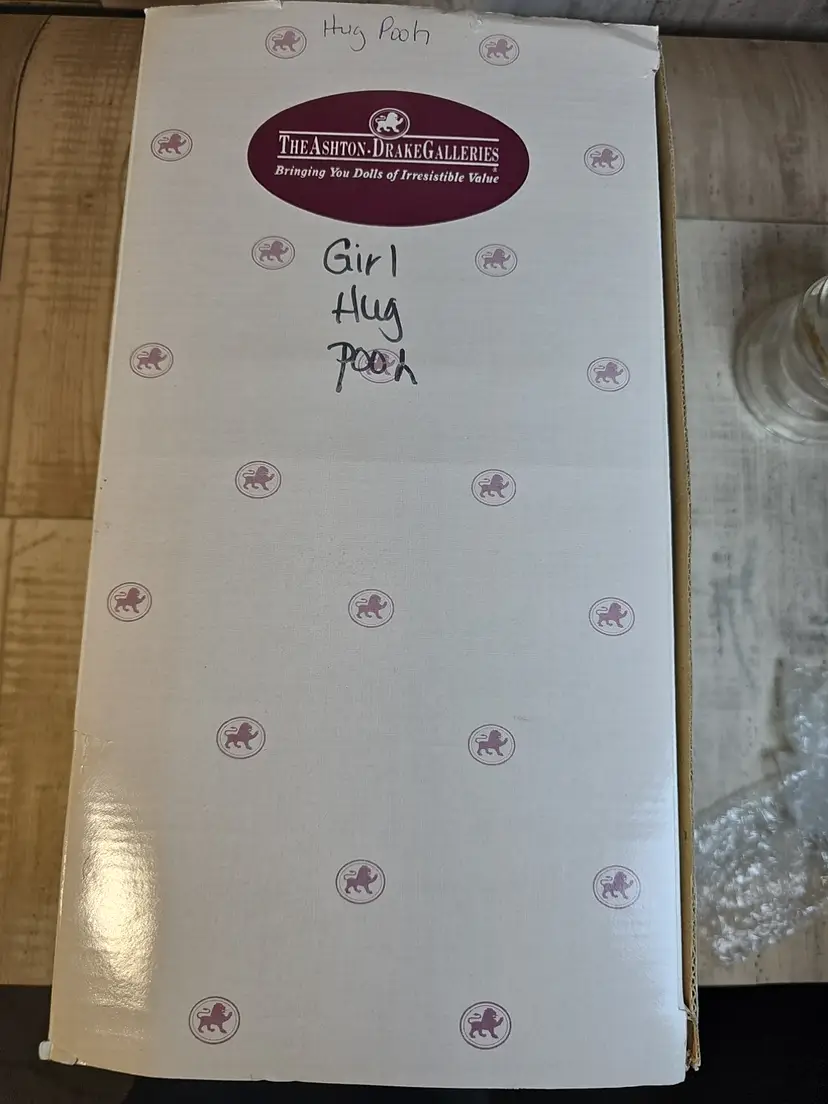 Hug Pooh
THE ASHTON-DRAKE GALLERIES
Bringing You Dolls of Irresistible Value
Girl
Hug
Pooh